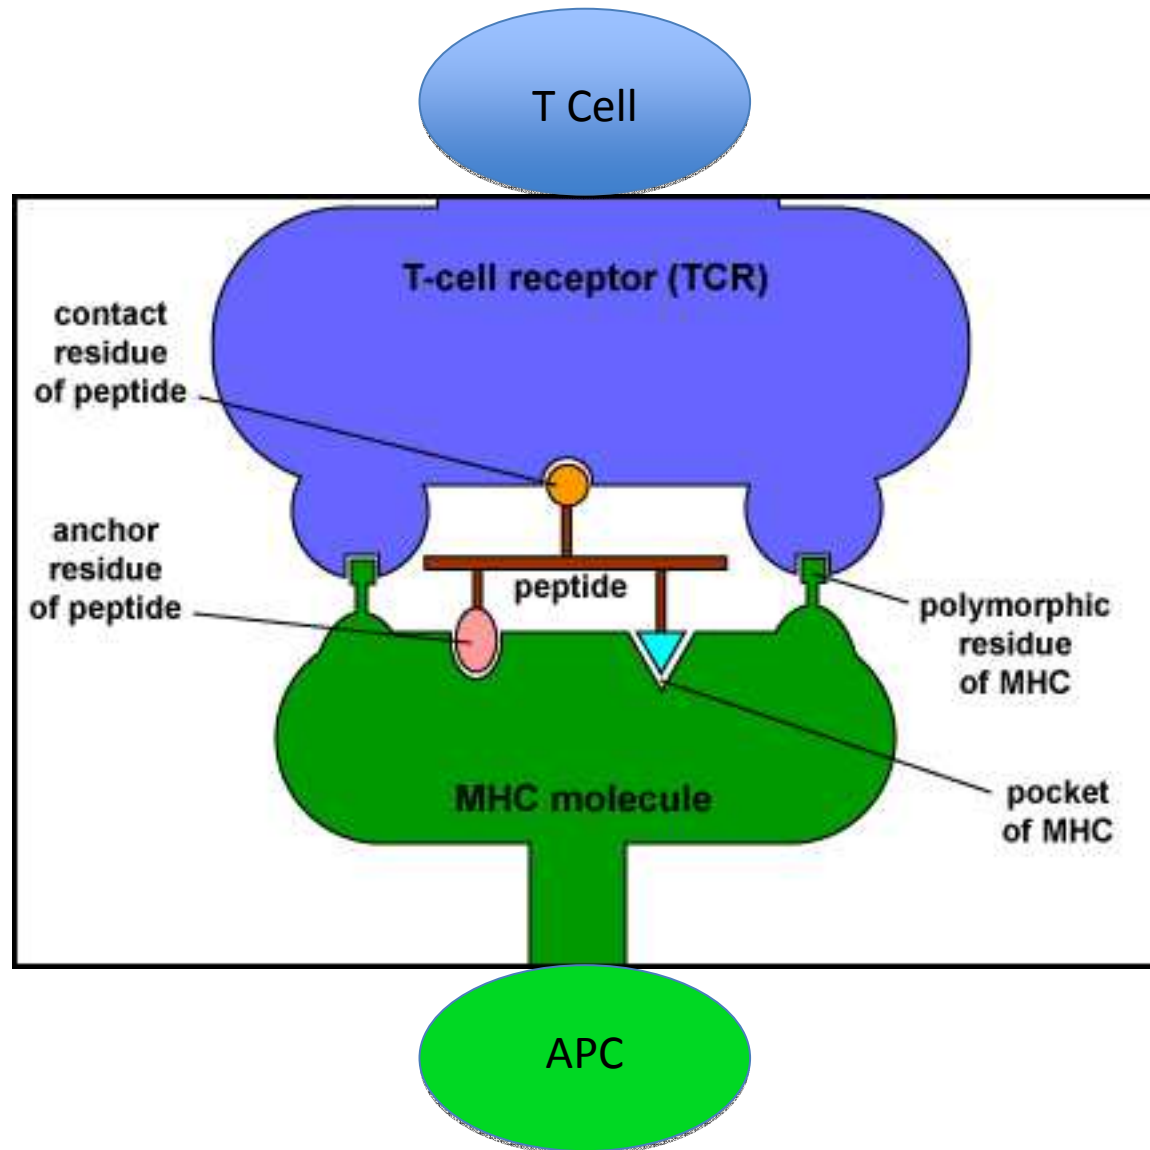 T Cell
T-cell receptor (TCR)
contact
residue
of peptide
anchor
residue
of peptide
peptide
polymorphic
residue
of MHC
MHC molecule
pocket
of MHC
APC